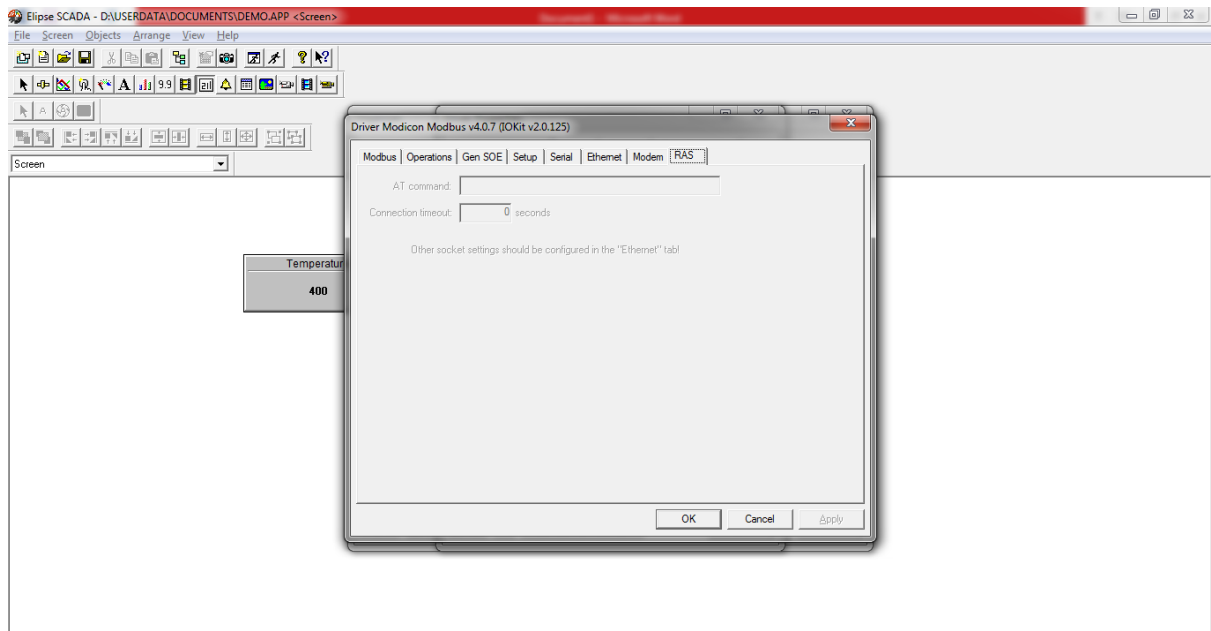 Elipse SCADA - D:\USERDATA\DOCUMENTS\DEMO.APP <Screen>
File Screen Objects Arrange View Help
A 9.9
A
Screen
Driver Modicon Modbus v4.0.7 (IOKit v2.0.125)
Modbus Operations Gen SOE Setup Serial Ethernet Modem RAS
AT command:
Connection timeout: 0 seconds
Other socket settings should be configured in the "Ethernet" tab!
Temperatur
400
OK Cancel Apply